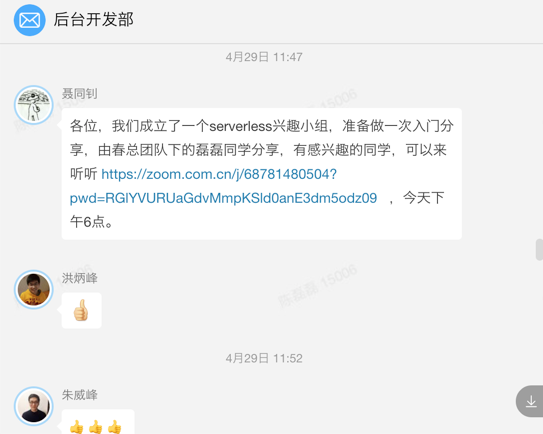 后台开发部
4月29日 11:47
聂同钊
各位，我们成立了一个serverless兴趣小组，准备做一次入门分
享，由春总团队下的磊磊同学分享，有感兴趣的同学，可以来
听听 https://zoom.com.cn/j/68781480504?
pwd=RGlYVURUaGdvMmpKSld0anE3dm5odz09 ，今天下
午6点。
洪炳峰
陈磊磊 15006
4月29日 11:52
朱威峰